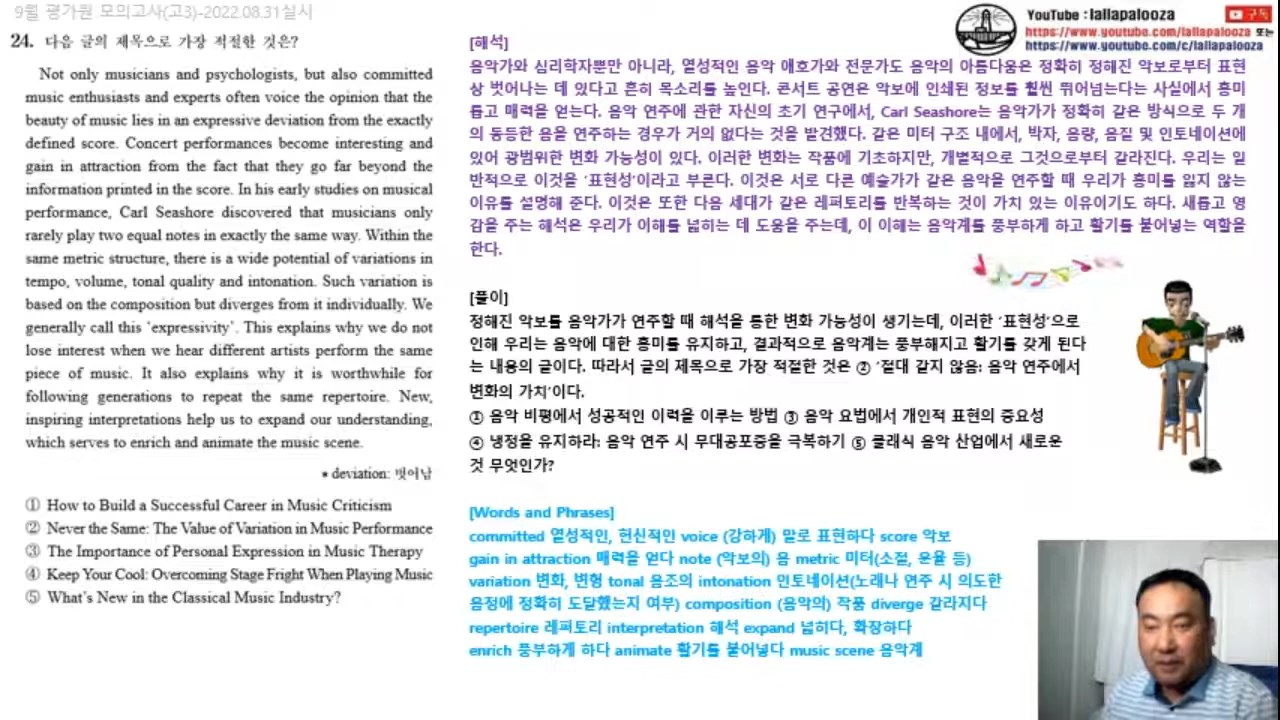 9월 평가원 모의고사(고3)-2022.08.31실시
24. 다음 글의 제목으로 가장 적절한 것은?
Not only musicians and psychologists, but also committed
music enthusiasts and experts often voice the opinion that the
beauty of music lies in an expressive deviation from the exactly
defined score. Concert performances become interesting and
gain in attraction from the fact that they go far beyond the
information printed in the score. In his early studies on musical
performance, Carl Seashore discovered that musicians only
rarely play two equal notes in exactly the same way. Within the
same metric structure, there is a wide potential of variations in
tempo, volume, tonal quality and intonation. Such variation is
based on the composition but diverges from it individually. We
generally call this 'expressivity'. This explains why we do not
lose interest when we hear different artists perform the same
piece of music. It also explains why it is worthwhile for
following generations to repeat the same repertoire. New,
inspiring interpretations help us to expand our understanding,
which serves to enrich and animate the music scene.
* deviation: 벗어남
① How to Build a Successful Career in Music Criticism
② Never the Same: The Value of Variation in Music Performance
③ The Importance of Personal Expression in Music Therapy
④ Keep Your Cool: Overcoming Stage Fright When Playing Music
⑤ What's New in the Classical Music Industry?
YouTube : lallapalooza
구독
https://www.youtube.com/lallapalooza 또는
https://www.youtube.com/c/lallapalooza
[해석]
음악가와 심리학자뿐만 아니라, 열성적인 음악 애호가와 전문가도 음악의 아름다움은 정확히 정해진 악보로부터 표현
상 벗어나는 데 있다고 흔히 목소리를 높인다. 콘서트 공연은 악보에 인쇄된 정보를 훨씬 뛰어넘는다는 사실에서 흥미
롭고 매력을 얻는다. 음악 연주에 관한 자신의 초기 연구에서, Carl Seashore는 음악가가 정확히 같은 방식으로 두 개
의 동등한 음을 연주하는 경우가 거의 없다는 것을 발견했다. 같은 미터 구조 내에서, 박자, 음량, 음질 및 인토네이션에
있어 광범위한 변화 가능성이 있다. 이러한 변화는 작품에 기초하지만, 개별적으로 그것으로부터 갈라진다. 우리는 일
반적으로 이것을 '표현성'이라고 부른다. 이것은 서로 다른 예술가가 같은 음악을 연주할 때 우리가 흥미를 잃지 않는
이유를 설명해 준다. 이것은 또한 다음 세대가 같은 레퍼토리를 반복하는 것이 가치 있는 이유이기도 하다. 새롭고 영
감을 주는 해석은 우리가 이해를 넓히는 데 도움을 주는데, 이 이해는 음악계를 풍부하게 하고 활기를 불어넣는 역할을
한다.
[풀이]
정해진 악보를 음악가가 연주할 때 해석을 통한 변화 가능성이 생기는데, 이러한 '표현성'으로
인해 우리는 음악에 대한 흥미를 유지하고, 결과적으로 음악계는 풍부해지고 활기를 갖게 된다
는 내용의 글이다. 따라서 글의 제목으로 가장 적절한 것은 ② '절대 같지 않음: 음악 연주에서
변화의 가치'이다.
① 음악 비평에서 성공적인 이력을 이루는 방법 ③ 음악 요법에서 개인적 표현의 중요성
④ 냉정을 유지하라: 음악 연주 시 무대공포증을 극복하기 ⑤ 클래식 음악 산업에서 새로운
것 무엇인가?
[Words and Phrases]
committed 열성적인, 헌신적인 voice (강하게) 말로 표현하다 score 악보
gain in attraction 매력을 얻다 note (악보의) 음 metric 미터(소절, 운율 등)
variation 변화, 변형 tonal 음조의 intonation 인토네이션(노래나 연주 시 의도한
음정에 정확히 도달했는지 여부) composition (음악의) 작품 diverge 갈라지다
repertoire 레퍼토리 interpretation 해석 expand 넓히다, 확장하다
enrich 풍부하게 하다 animate 활기를 불어넣다 music scene 음악계